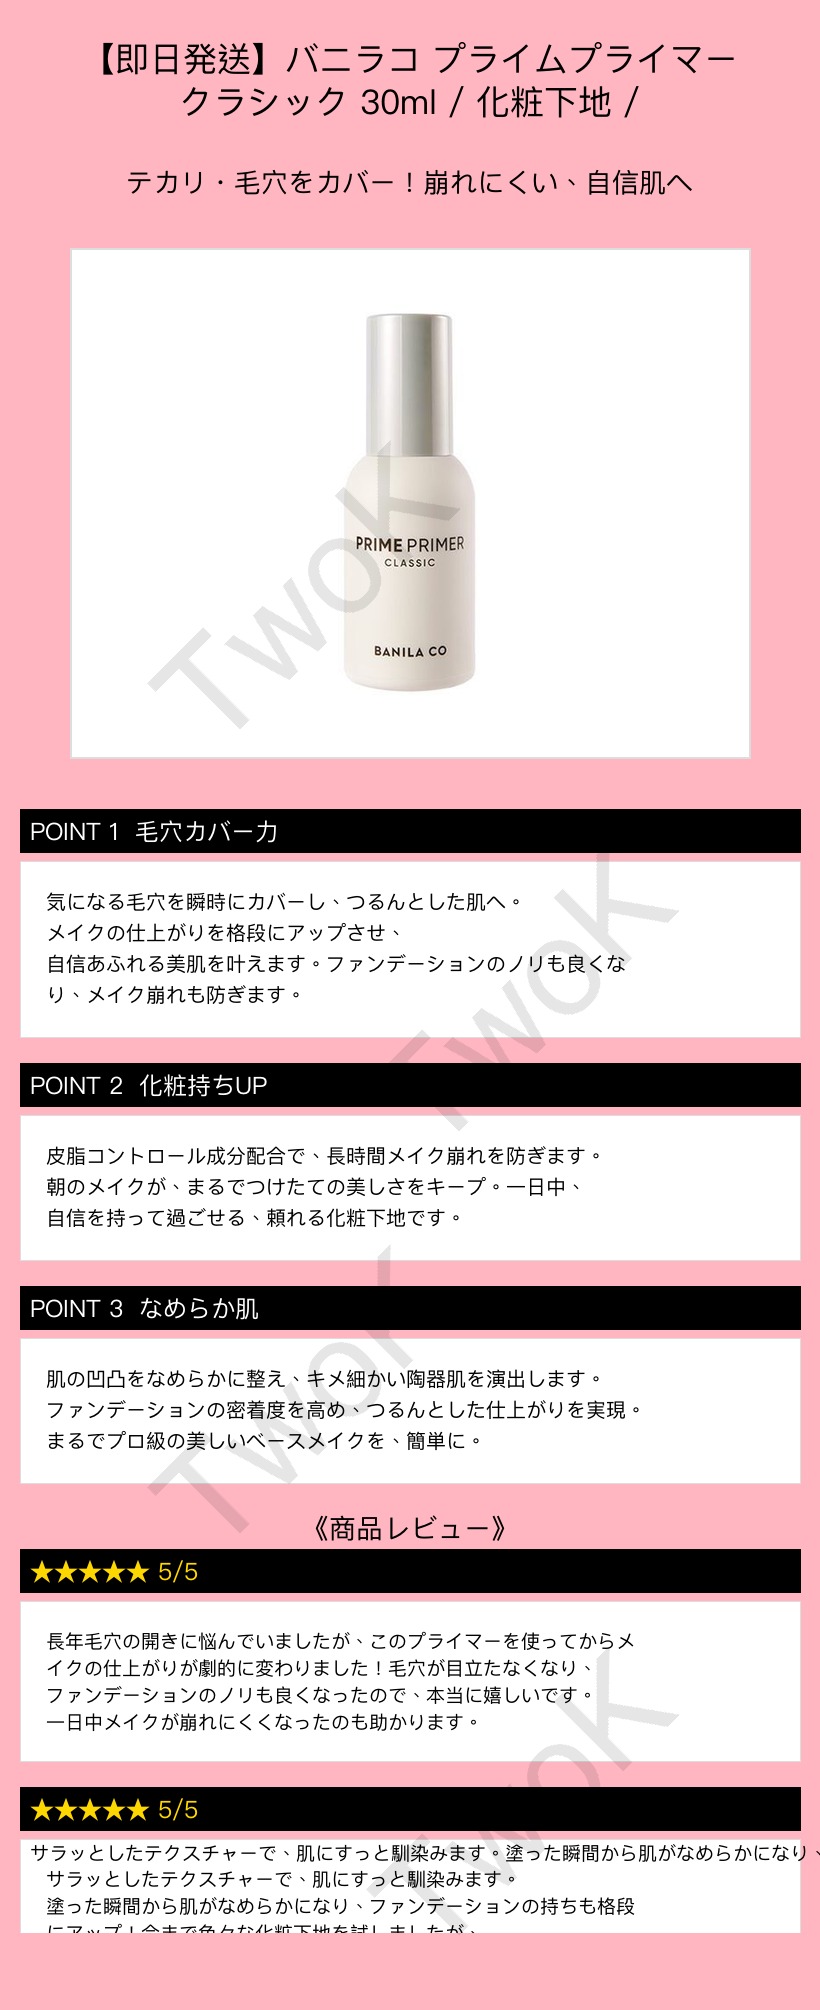 【即日発送】バニラコ プライムプライマー
クラシック 30ml / 化粧下地 /
テカリ・毛穴をカバー！崩れにくい、自信肌へ
PRIME PRIMER
CLASSIC
BANILA CO
TwoK
POINT 1 毛穴カバー力
気になる毛穴を瞬時にカバーし、つるんとした肌へ。
メイクの仕上がりを格段にアップさせ、
自信あふれる美肌を叶えます。ファンデーションのノリも良くな
り、メイク崩れも防ぎます。
TwoK
POINT 2 化粧持ちUP
皮脂コントロール成分配合で、長時間メイク崩れを防ぎます。
朝のメイクが、まるでつけたての美しさをキープ。一日中、
自信を持って過ごせる、頼れる化粧下地です。
POINT 3 なめらか肌
肌の凹凸をなめらかに整え、キメ細かい陶器肌を演出します。
ファンデーションの密着度を高め、つるんとした仕上がりを実現。
まるでプロ級の美しいベースメイクを、簡単に。
TwoK
《商品レビュー》
★★★★★ 5/5
長年毛穴の開きに悩んでいましたが、このプライマーを使ってからメ
イクの仕上がりが劇的に変わりました！毛穴が目立たなくなり、
ファンデーションのノリも良くなったので、本当に嬉しいです。
一日中メイクが崩れにくくなったのも助かります。
TwoK
★★★★★ 5/5
サラッとしたテクスチャーで、肌にすっと馴染みます。塗った瞬間から肌がなめらかになり、
サラッとしたテクスチャーで、肌にすっと馴染みます。
塗った瞬間から肌がなめらかになり、ファンデーションの持ちも格段
にアップ！今まで色々な化粧下地を試しましたが、